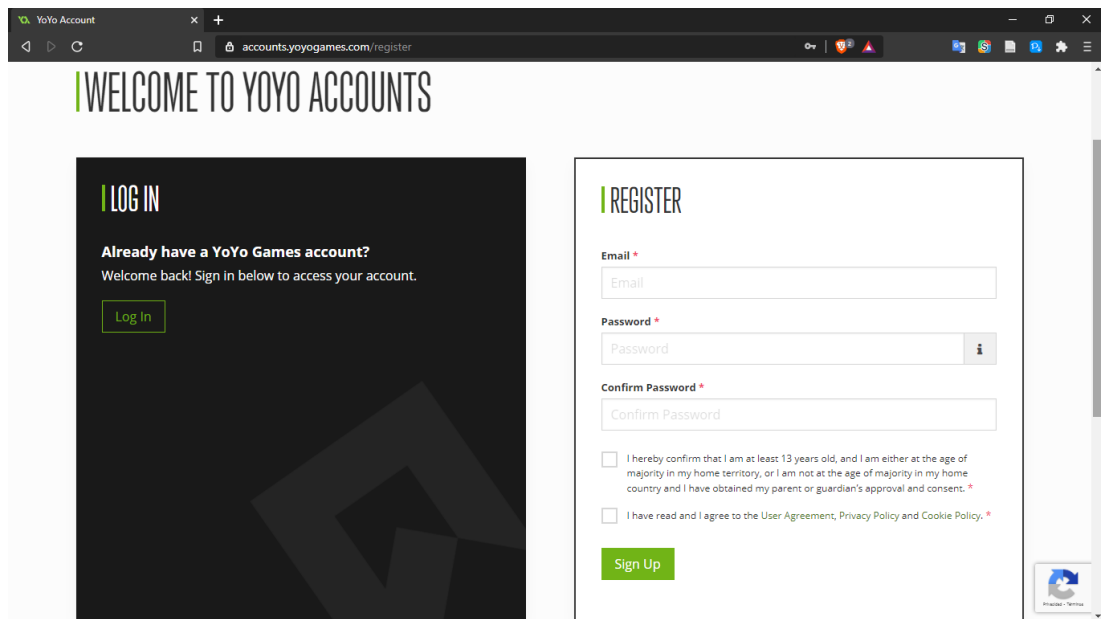 YoYo Account
accounts.yoyogames.com/register
2
WELCOME TO YOYO ACCOUNTS
LOG IN
Already have a YoYo Games account?
Welcome back! Sign in below to access your account.
Log In
REGISTER
Email *
Email
Password *
Password
i
Confirm Password *
Confirm Password
I hereby confirm that I am at least 13 years old, and I am either at the age of
majority in my home territory, or I am not at the age of majority in my home
country and I have obtained my parent or guardian's approval and consent. *
I have read and I agree to the User Agreement, Privacy Policy and Cookie Policy. *
Sign Up
Privacidad - Términos